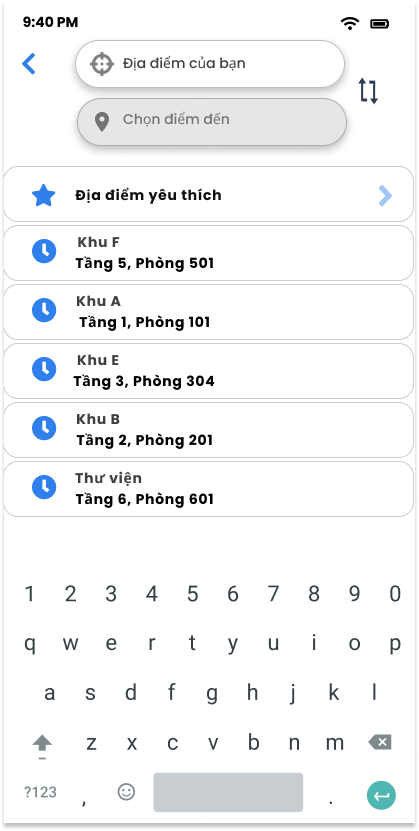 9:40 PM
Địa điểm của bạn
Chọn điểm đến
Địa điểm yêu thích
Khu F
Tầng 5, Phòng 501
Khu A
Tầng 1, Phòng 101
Khu E
Tầng 3, Phòng 304
Khu B
Tầng 2, Phòng 201
Thư viện
Tầng 6, Phòng 601
1 2 3 4 5 6 7 8 9 0
q w e r t y u i o p
a s d f g h j k l
z x c v b n m
?123 , .